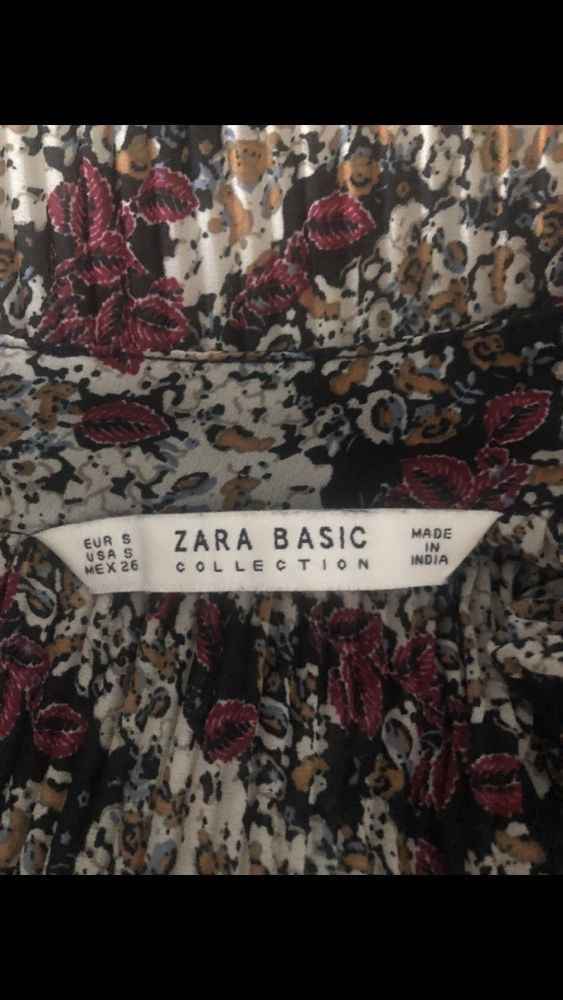 EUR S
USA S
MEX 26
ZARA BASIC
COLLECTION
MADE
IN
INDIA